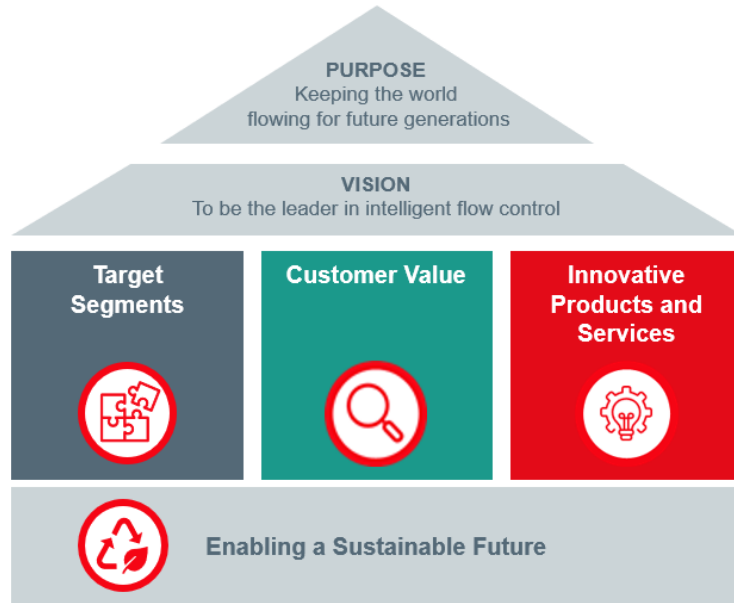 PURPOSE
Keeping the world
flowing for future generations
VISION
To be the leader in intelligent flow control
Target
Segments
Customer Value
Innovative
Products and
Services
Enabling a Sustainable Future